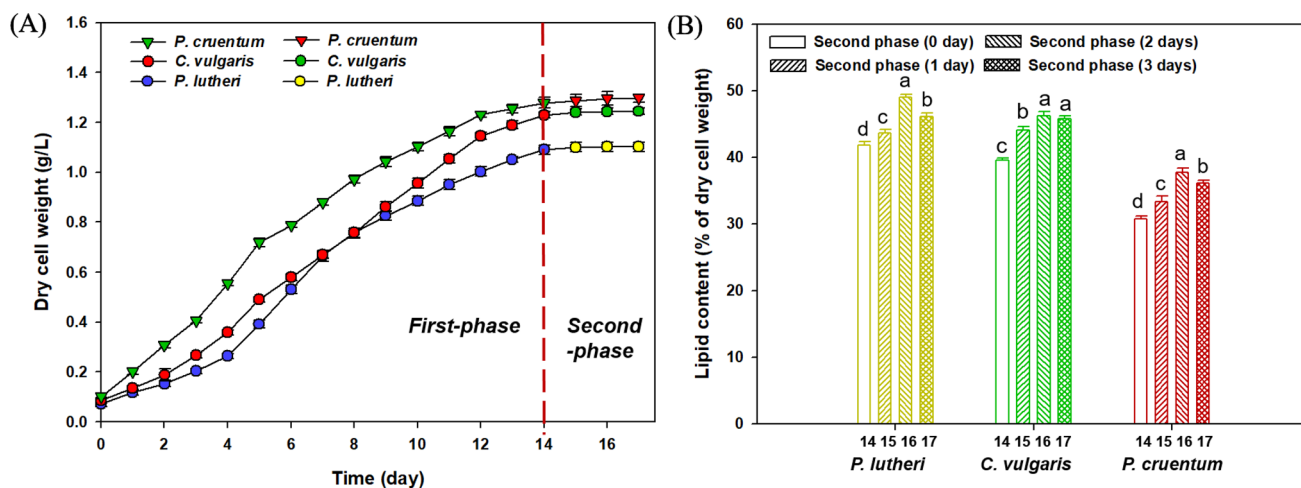 (A)
Dry cell weight (g/L)
1.6
1.4
1.2
1.0
0.8
0.6
0.4
0.2
0.0
P. cruentum P. cruentum
C. vulgaris C. vulgaris
P. lutheri P. lutheri
First-phase
Second
-phase
0 2 4 6 8 10 12 14 16
Time (day)
(B)
Lipid content (% of dry cell weight)
60
50
40
30
20
10
0
Second phase (0 day) Second phase (2 days)
Second phase (1 day) Second phase (3 days)
d c a b
c b a a
d c a b
14 15 16 17 14 15 16 17 14 15 16 17
P. lutheri C. vulgaris P. cruentum